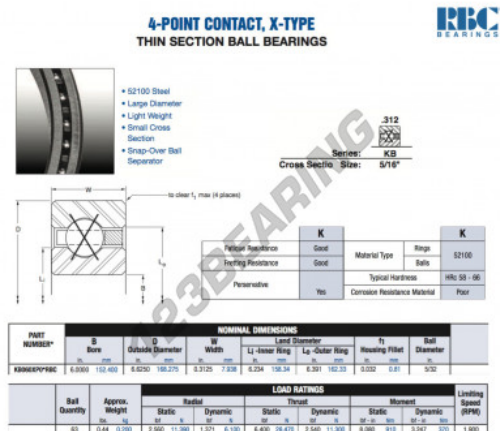 4-POINT CONTACT, X-TYPE
THIN SECTION BALL BEARINGS
RBC
BEARINGS
• 52100 Steel
• Large Diameter
• Light Weight
• Small Cross
Section
• Snap-Over Ball
Separator
.312
Series: KB
Cross Sectio Size: 5/16"
W
to clear f1 max (4 places)
D
B
123BEARING
K K
Fatigue Resistance Good Material Type Rings 52100
Fretting Resistance Good Balls
Persensitive Yes Typical Hardness HRc 58 - 66
Corrosion Resistance Material Poor
NOMINAL DIMENSIONS
PART NUMBER* B Bore D Outside Diameter W Width Land Diameter f1 Housing Fillet Ball Diameter
Li -Inner Ring Lo -Outer Ring
in. mm in. mm in. mm in. mm in. mm in. mm in.
KB060XP0*RBC 6.0000 152.400 6.6250 168.275 0.3125 7.938 6.234 158.34 6.391 162.33 0.032 0.81 5/32
LOAD RATINGS
Ball Quantity Approx. Weight Radial Thrust Moment Limiting Speed (RPM)
Static Dynamic Static Dynamic Static Dynamic